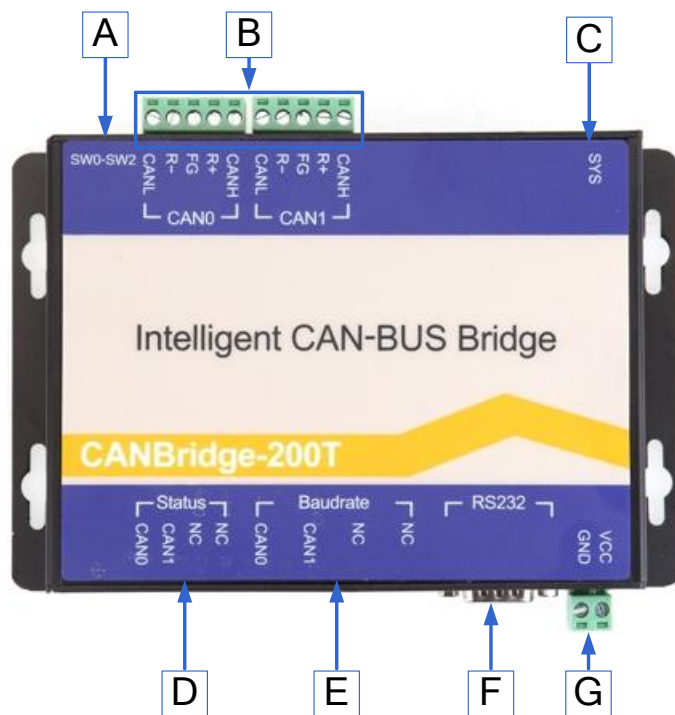 A
B
C
SW0-SW2
CANL
R-
FG
R+
CANH
CANL
R-
FG
R+
CANH
SYS
CAN0
CAN1
Intelligent CAN-BUS Bridge
CANBridge-200T
Status
Baudrate
RS232
CAN0
CAN1
NC
NC
CAN0
CAN1
NC
NC
GND
VCC
D
E
F
G